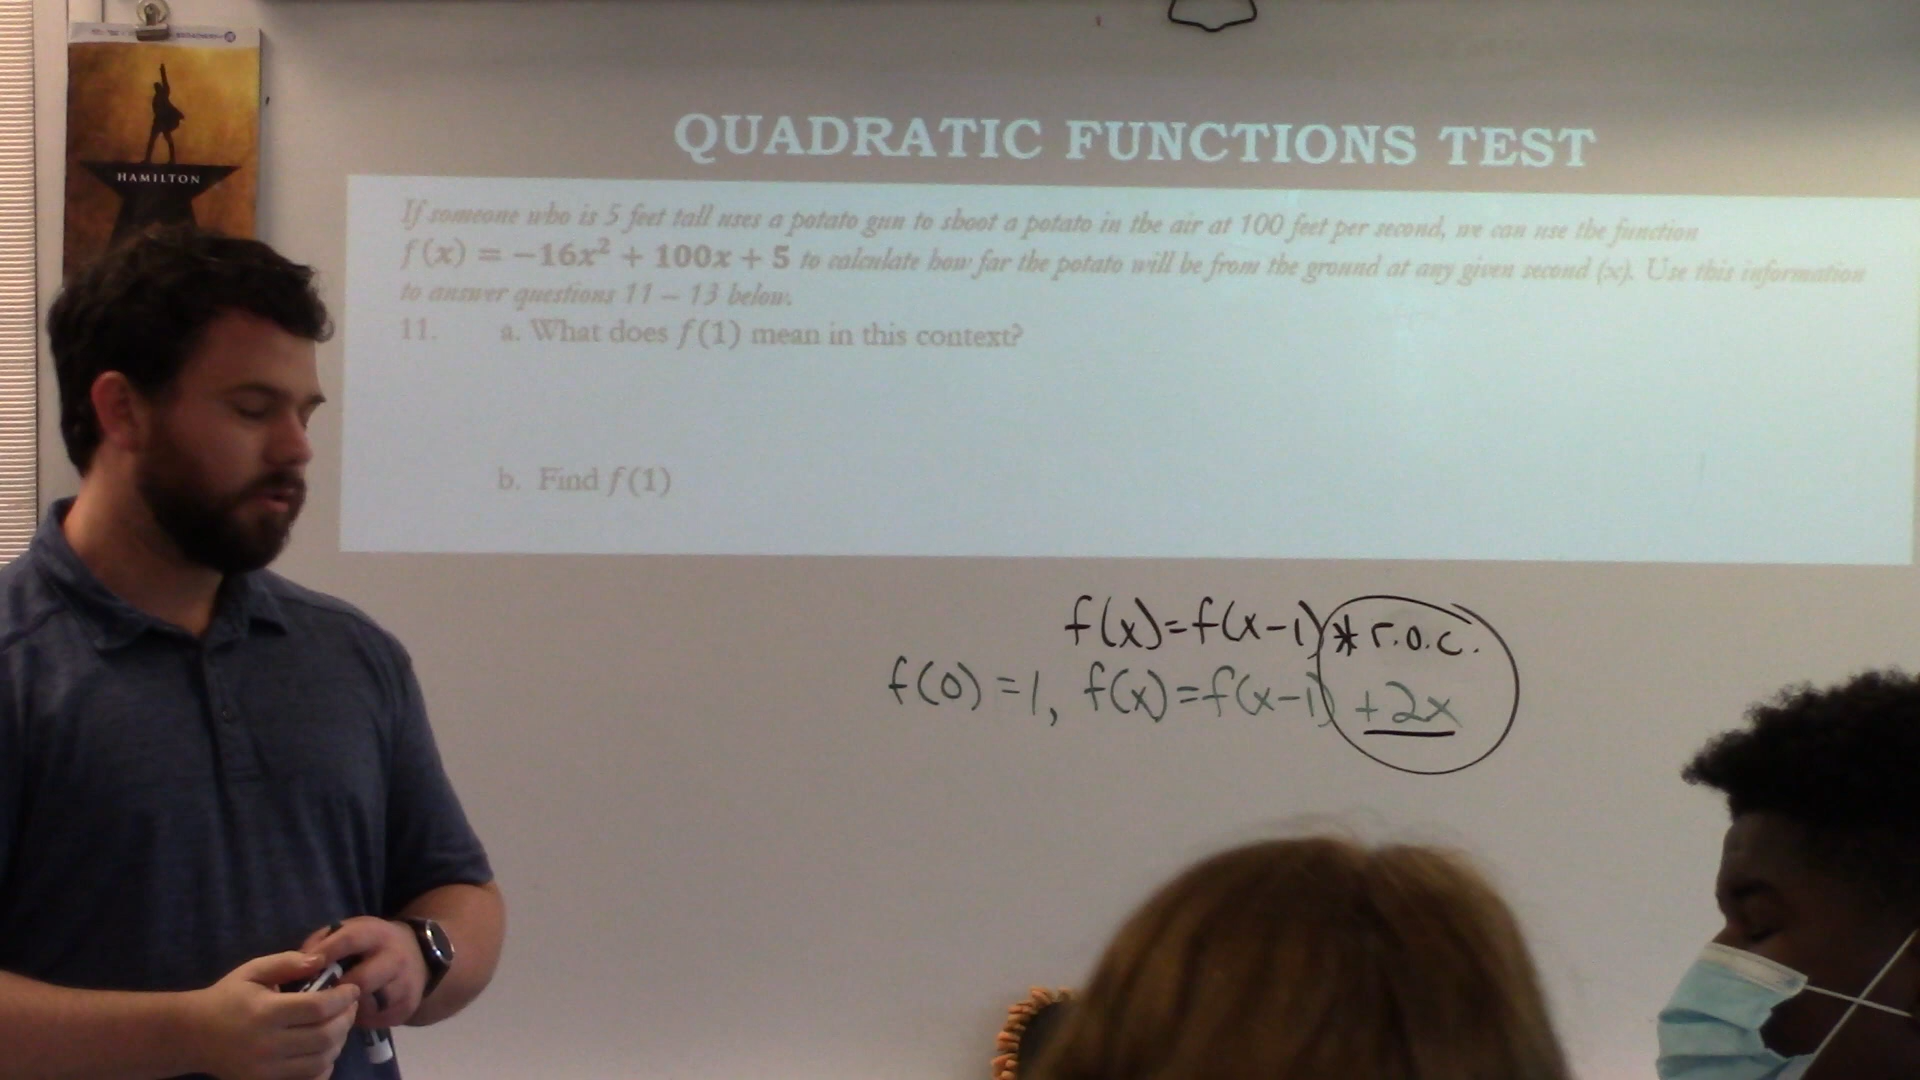 HAMILTON
QUADRATIC FUNCTIONS TEST
If someone who is 5 feet tall uses a potato gun to shoot a potato in the air at 100 feet per second, we can use the function
f(x) = −16x² + 100x + 5 to calculate how far the potato will be from the ground at any given second (x). Use this information
to answer questions 11 – 13 below.
11. a. What does f(1) mean in this context?
b. Find f(1)
f(x)=f(x-1)* r.o.c.
f(0)=1, f(x)=f(x-1) +2x